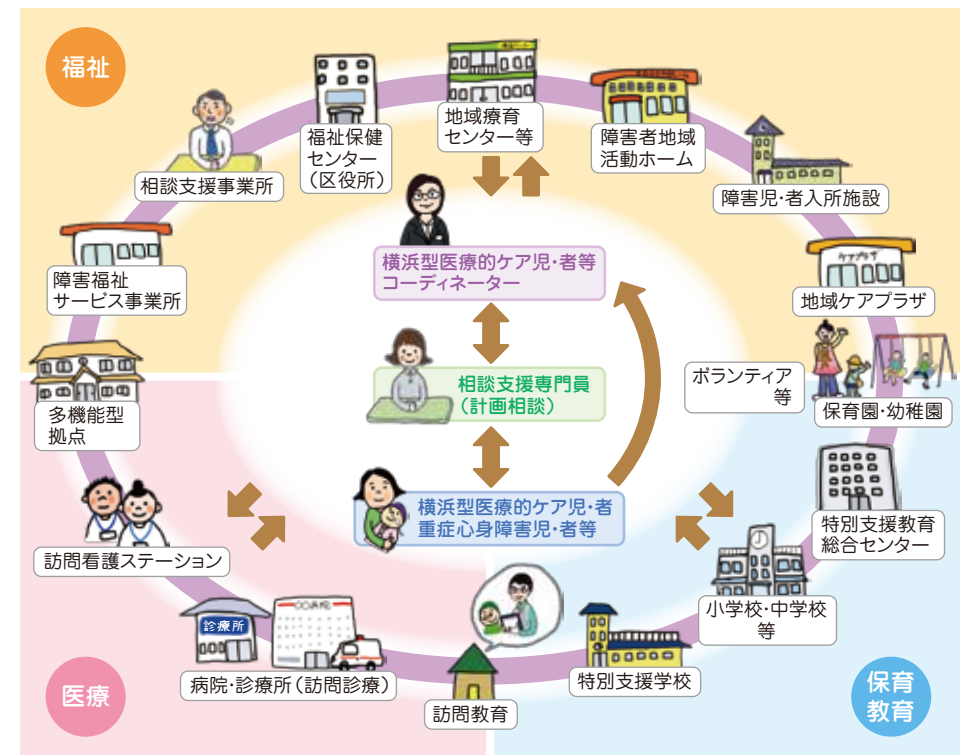 福祉
相談支援事業所
福祉保健
センター
（区役所）
地域療育
センター等
障害者地域
活動ホーム
障害児・者入所施設
障害福祉
サービス事業所
横浜型医療的ケア児・者等
コーディネーター
ケアプラザ
地域ケアプラザ
多機能型
拠点
相談支援専門員
（計画相談）
ボランティア
等
保育園・幼稚園
訪問看護ステーション
横浜型医療的ケア児・者
重症心身障害児・者等
特別支援教育
総合センター
小学校・中学校
等
診療所
〇〇病院
病院・診療所（訪問診療）
訪問教育
特別支援学校
医療
保育
教育